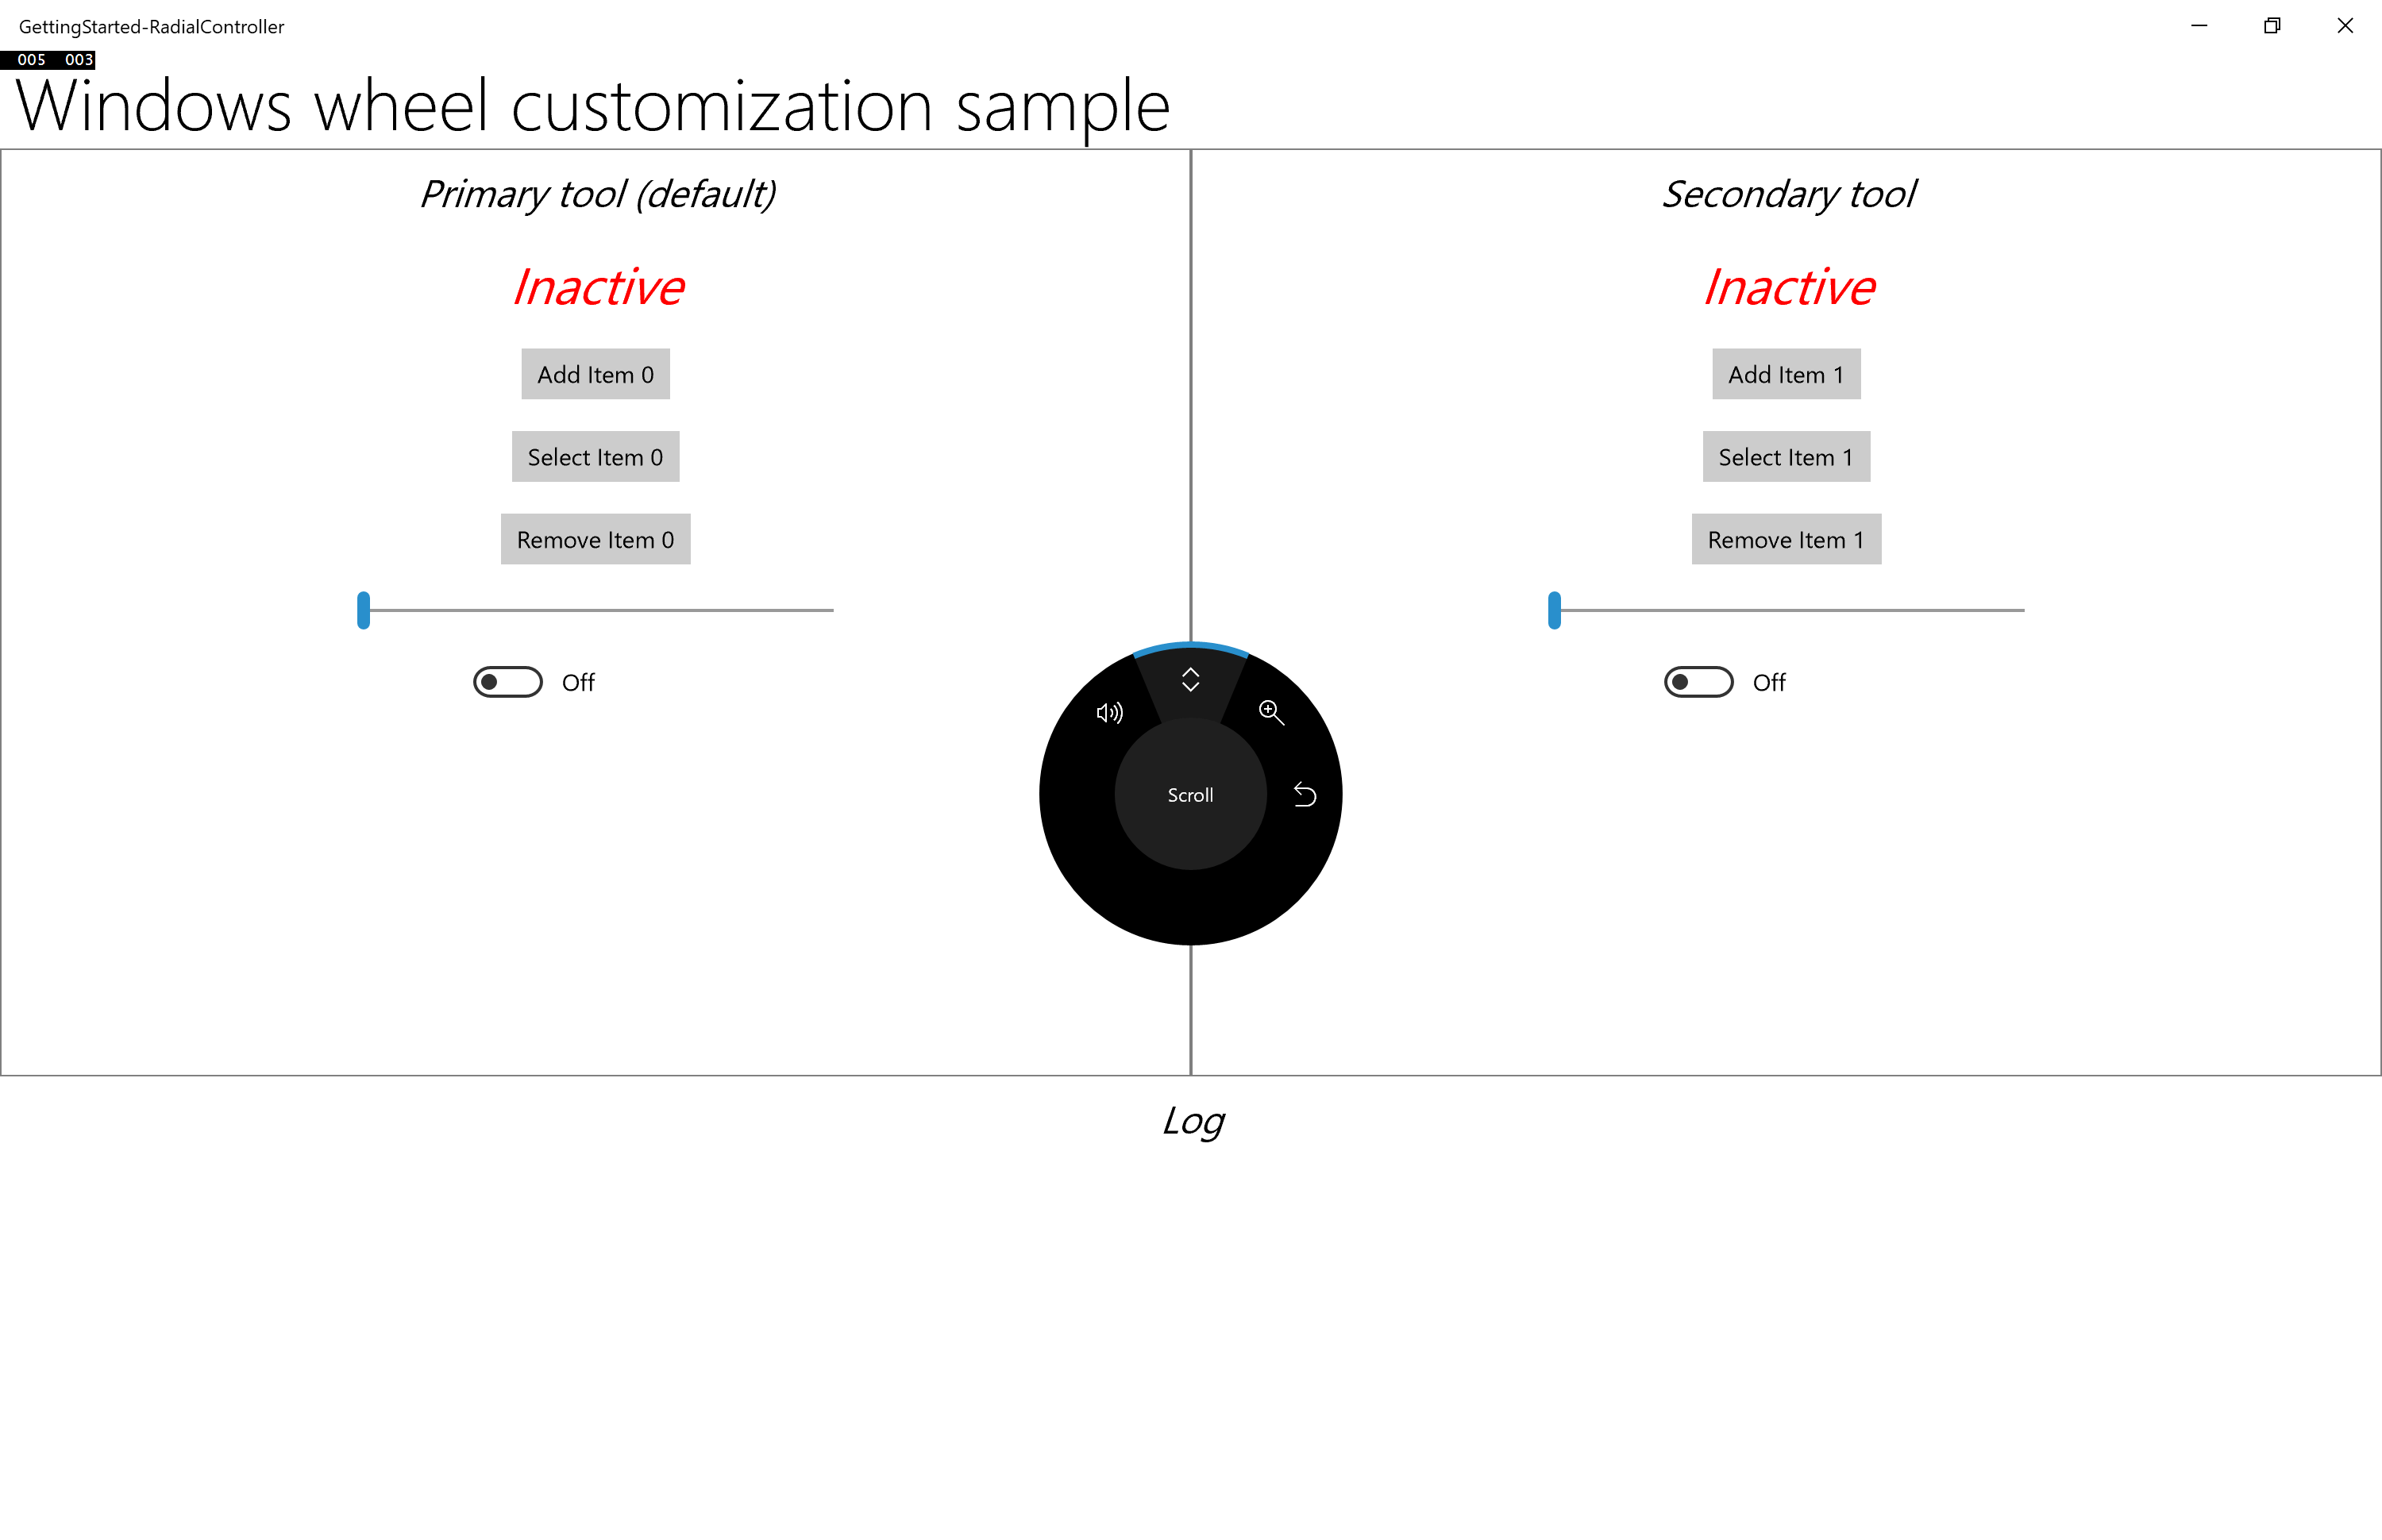 GettingStarted-RadialController
005 003
Windows wheel customization sample
Primary tool (default)
Inactive
Add Item 0
Select Item 0
Remove Item 0
Off
Secondary tool
Inactive
Add Item 1
Select Item 1
Remove Item 1
Off
Scroll
Log